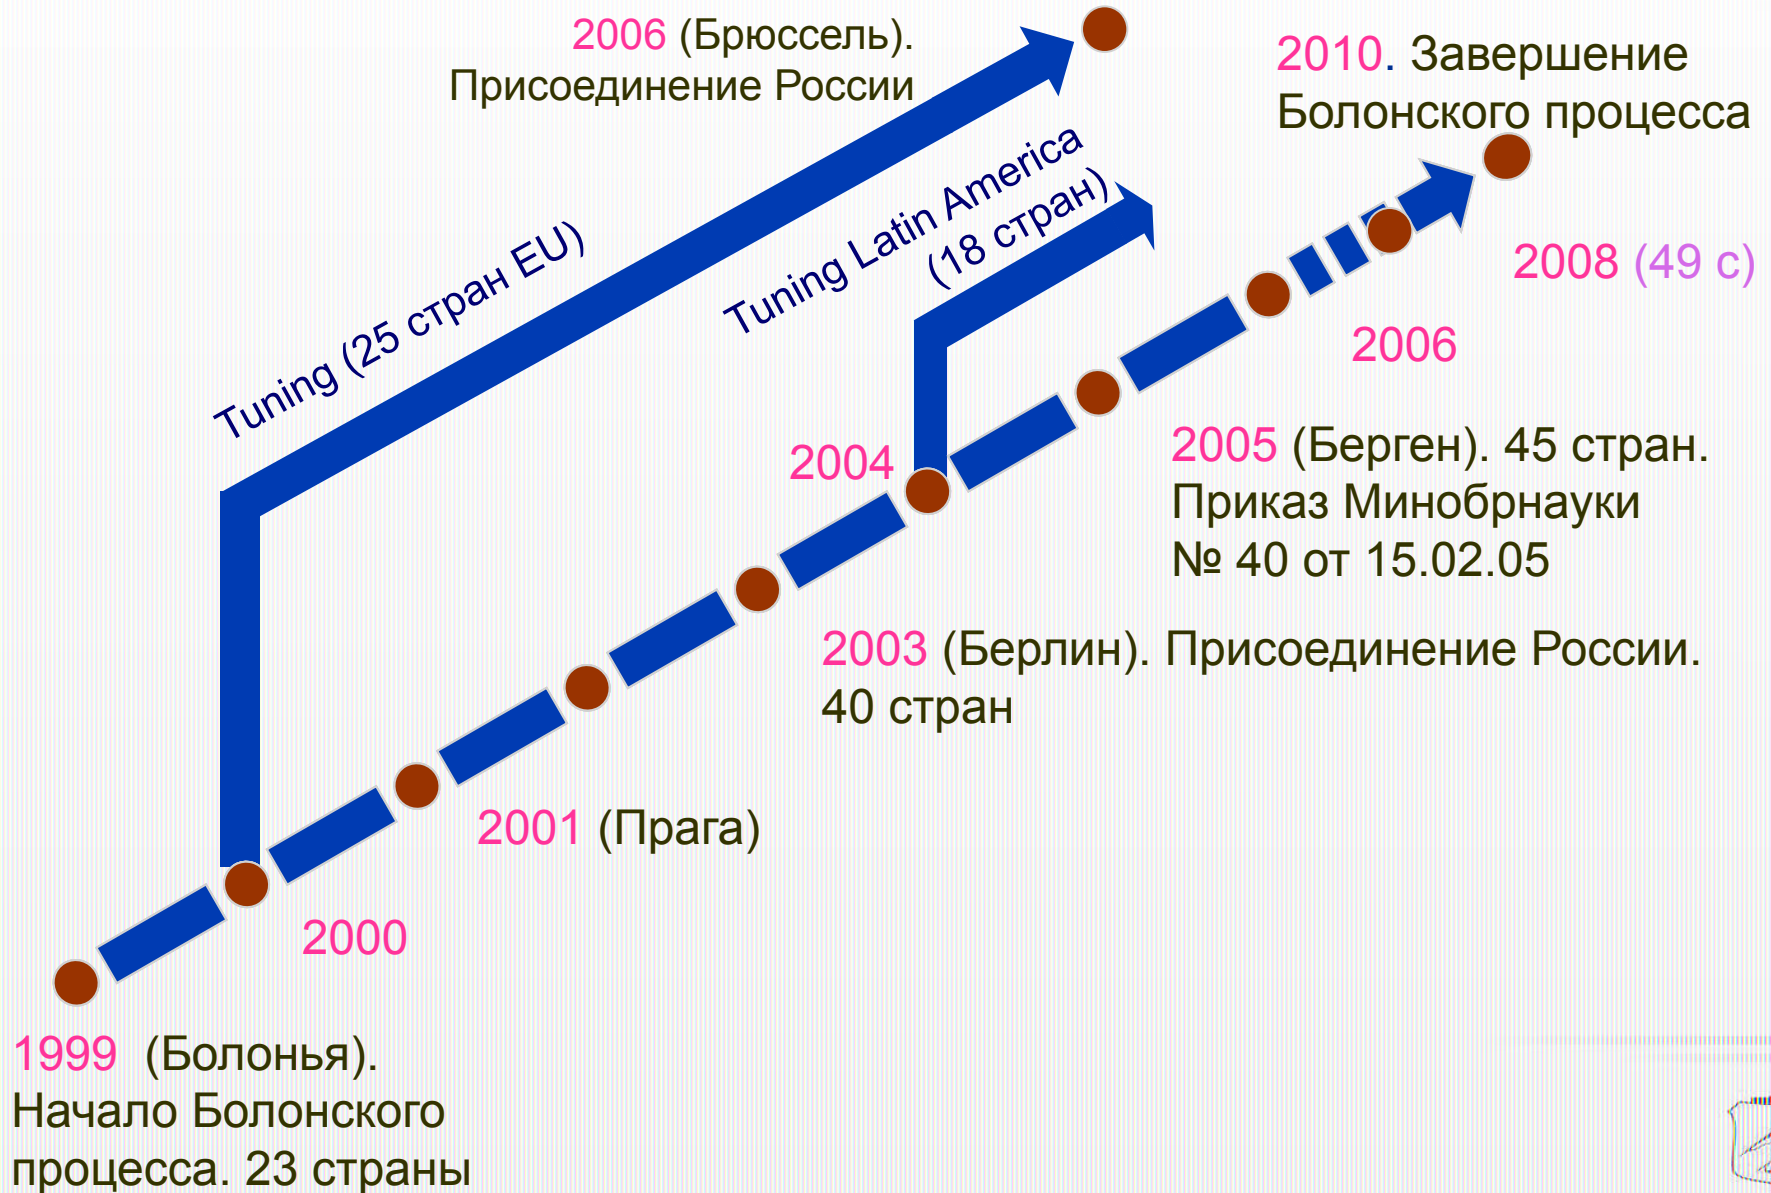 2006 (Брюссель).
Присоединение России
2010. Завершение
Болонского процесса
Tuning (25 стран EU)
Tuning Latin America
(18 стран)
2008 (49 с)
2006
2004
2005 (Берген). 45 стран.
Приказ Минобрнауки
№ 40 от 15.02.05
2003 (Берлин). Присоединение России.
40 стран
2001 (Прага)
2000
1999 (Болонья).
Начало Болонского
процесса. 23 страны